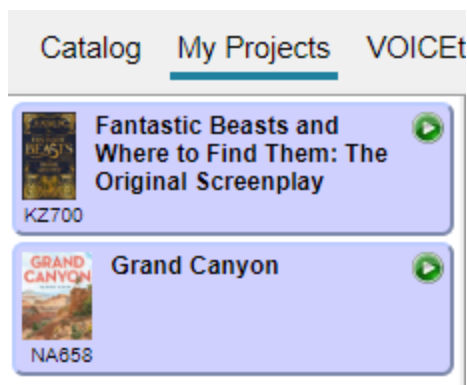 Catalog My Projects VOICEt
Fantastic Beasts and
Where to Find Them: The
Original Screenplay
BEASTS
KZ700
Grand Canyon
GRAND
CANYON
NA658